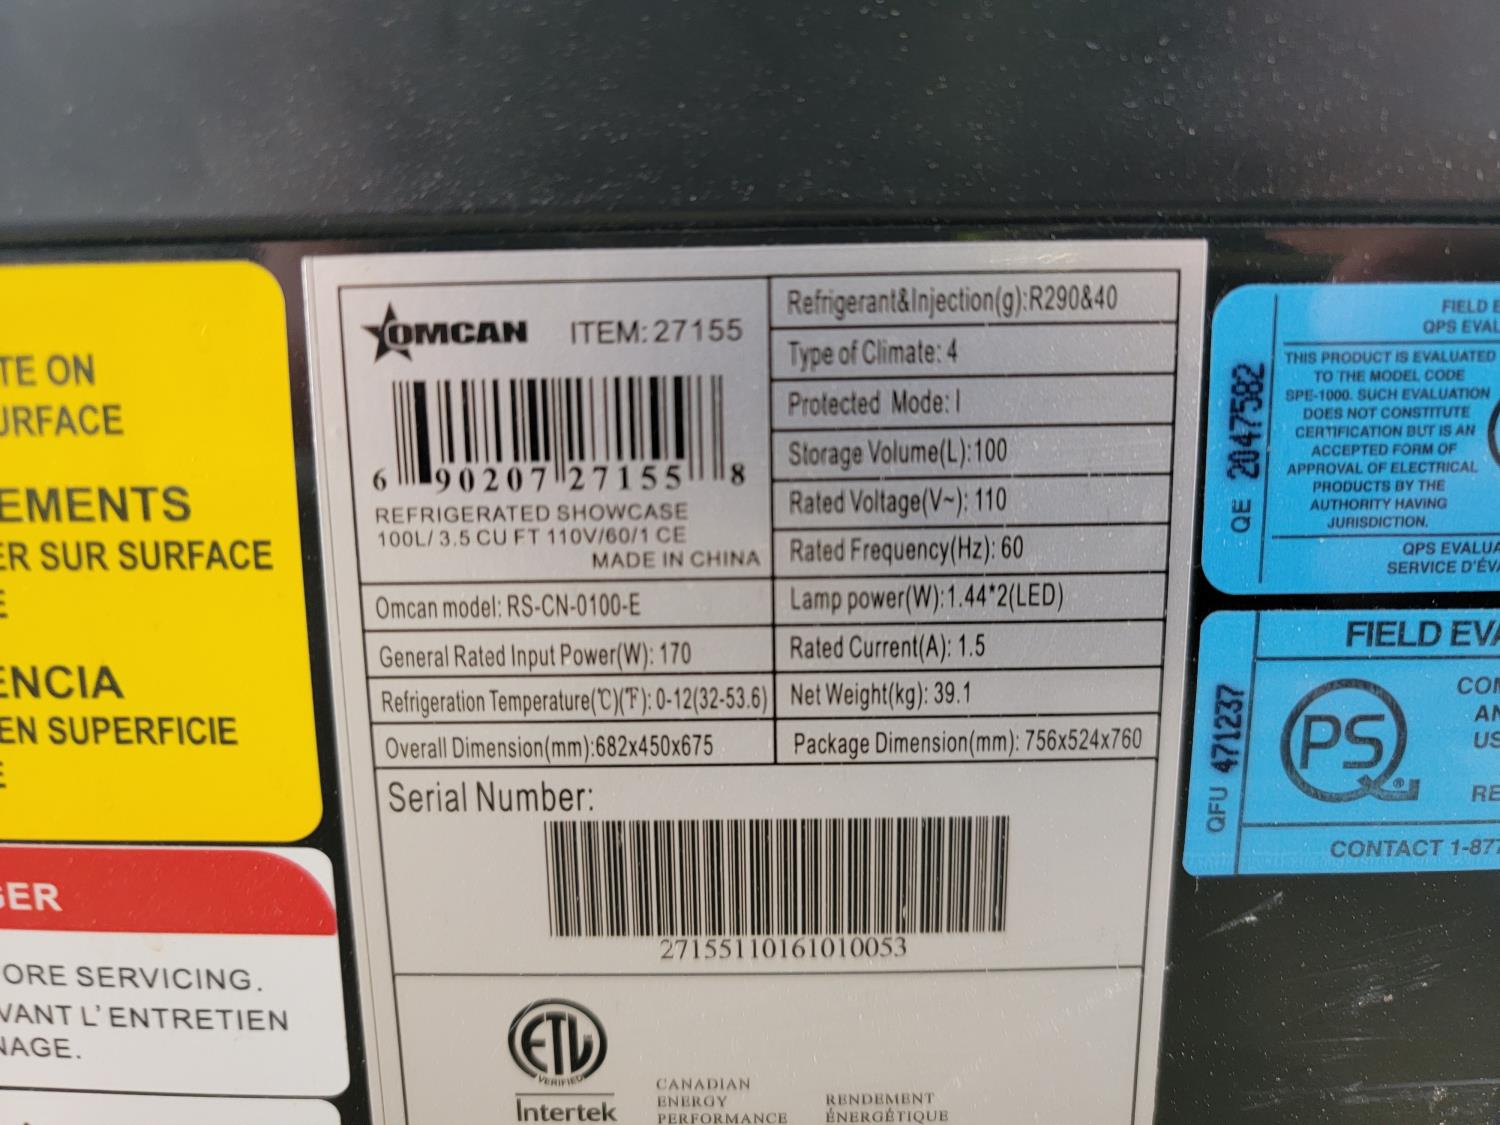 TE ON
URFACE
EMENTS
ER SUR SURFACE
E
ENCIA
EN SUPERFICIE
E
GER
ORE SERVICING.
VANT L' ENTRETIEN
NAGE.
OMCAN ITEM: 27155
6 90207 27155 8
REFRIGERATED SHOWCASE
100L/ 3.5 CU FT 110V/60/1 CE
MADE IN CHINA
Omcan model: RS-CN-0100-E
General Rated Input Power(W): 170
Refrigeration Temperature(℃)(℉): 0-12(32-53.6)
Overall Dimension(mm):682x450x675
Refrigerant&Injection(g):R290&40
Type of Climate: 4
Protected Mode: I
Storage Volume(L):100
Rated Voltage(V~): 110
Rated Frequency(Hz): 60
Lamp power(W):1.44*2(LED)
Rated Current(A): 1.5
Net Weight(kg): 39.1
Package Dimension(mm): 756x524x760
Serial Number:
27155110161010053
ETL
VERIFIED
Intertek
CANADIAN
ENERGY
PERFORMANCE
RENDEMENT
ÉNERGÉTIQUE
QE 2047582
FIELD E
QPS EVAL
THIS PRODUCT IS EVALUATED
TO THE MODEL CODE
SPE-1000. SUCH EVALUATION
DOES NOT CONSTITUTE
CERTIFICATION BUT IS AN
ACCEPTED FORM OF
APPROVAL OF ELECTRICAL
PRODUCTS BY THE
AUTHORITY HAVING
JURISDICTION.
QPS EVALUA
SERVICE D'ÉVA
QFU 471237
FIELD EVA
QPS
®
COM
AN
US
RE
CONTACT 1-877